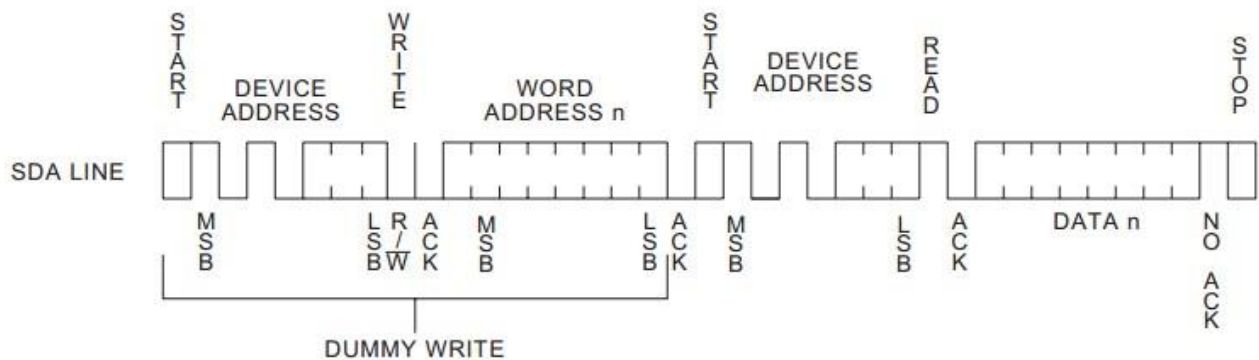 START
WRITE
START
READ
STOP
DEVICE
ADDRESS
WORD
ADDRESS n
DEVICE
ADDRESS
SDA LINE
MSB
LSB
R/W
ACK
MSB
LSB
ACK
MSB
LSB
ACK
DATA n
NO ACK
DUMMY WRITE